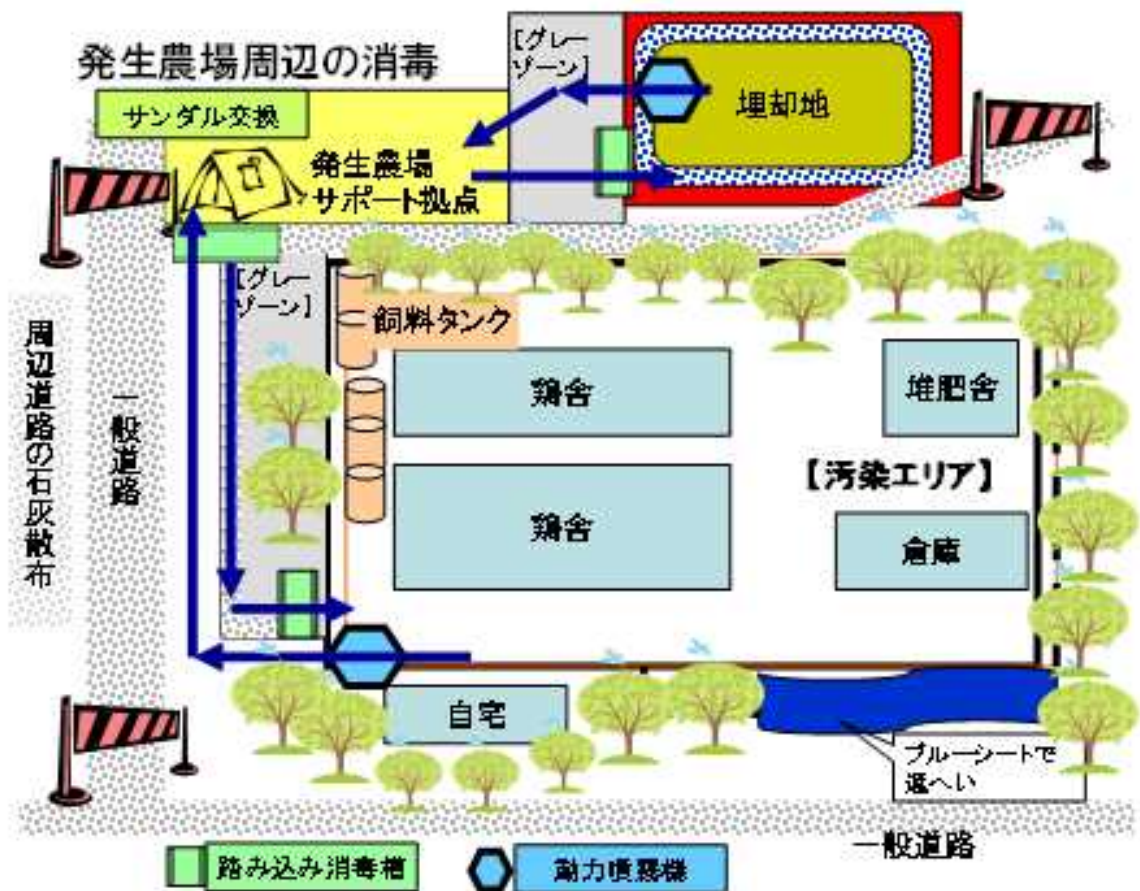 発生農場周辺の消毒
サンダル交換
発生農場
サポート拠点
【グレー
ゾーン】
埋却地
【グレー
ゾーン】
飼料タンク
鶏舎
鶏舎
堆肥舎
【汚染エリア】
倉庫
自宅
周辺道路の石灰散布
一般道路
ブルーシートで
遮へい
一般道路
踏み込み消毒槽
動力噴霧機